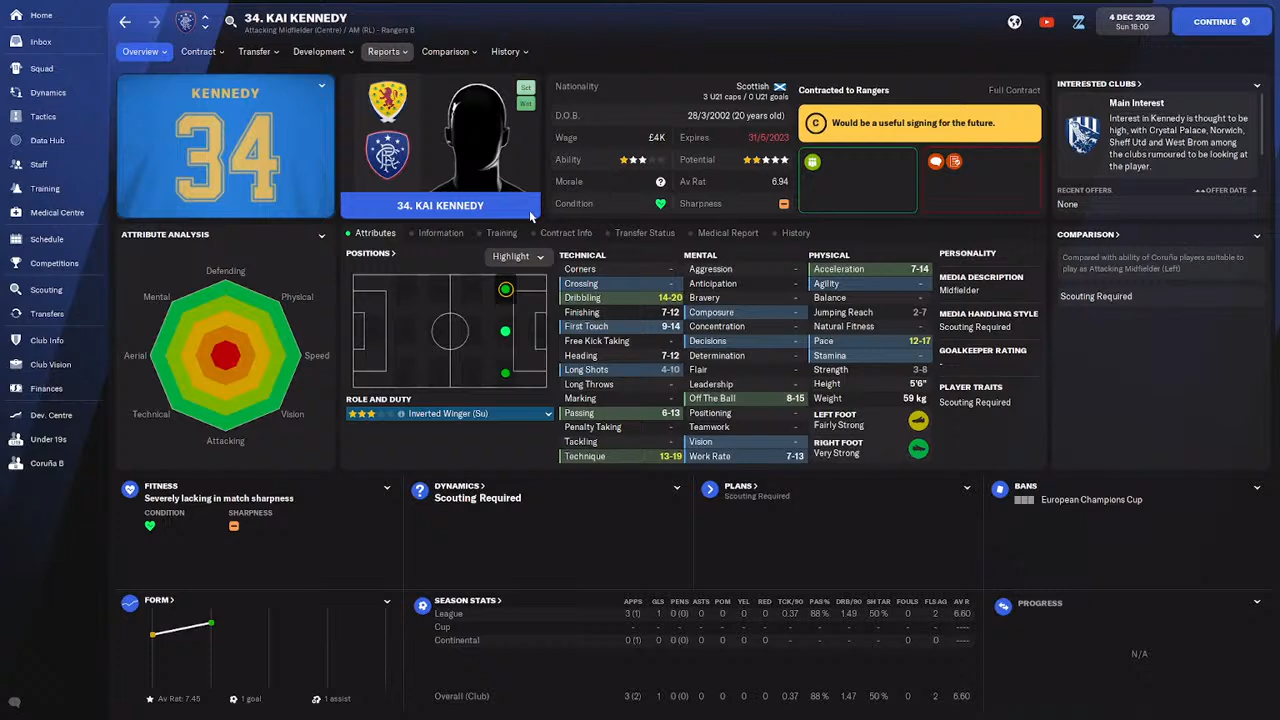 Home
Inbox
Squad
Dynamics
Tactics
Data Hub
Staff
Training
Medical Centre
Schedule
Competitions
Scouting
Transfers
Club Info
Club Vision
Finances
Dev. Centre
Under 19s
Coruña B
34. KAI KENNEDY
Attacking Midfielder (Centre) / AM (RL) - Rangers B
4 DEC 2022
Sun 18:00
CONTINUE
Overview
Contract
Transfer
Development
Reports
Comparison
History
KENNEDY
34
Sct
Wnt
34. KAI KENNEDY
Nationality Scottish
3 U21 caps / 0 U21 goals
D.O.B. 28/3/2002 (20 years old)
Wage £4K Expires 31/5/2023
Ability Potential
Morale Av Rat 6.94
Condition Sharpness
Contracted to Rangers Full Contract
Would be a useful signing for the future.
INTERESTED CLUBS
Main Interest
Interest in Kennedy is thought to be
high, with Crystal Palace, Norwich,
Sheff Utd and West Brom among
the clubs rumoured to be looking at
the player.
RECENT OFFERS OFFER DATE
None
ATTRIBUTE ANALYSIS
Defending
Mental
Physical
Aerial
Speed
Technical
Vision
Attacking
Attributes
Information
Training
Contract Info
Transfer Status
Medical Report
History
POSITIONS
Highlight
ROLE AND DUTY
Inverted Winger (Su)
TECHNICAL
Corners -
Crossing -
Dribbling 14-20
Finishing 7-12
First Touch 9-14
Free Kick Taking -
Heading 7-12
Long Shots 4-10
Long Throws -
Marking -
Passing 6-13
Penalty Taking -
Tackling -
Technique 13-19
MENTAL
Aggression -
Anticipation -
Bravery -
Composure -
Concentration -
Decisions -
Determination -
Flair -
Leadership -
Off The Ball 8-15
Positioning -
Teamwork -
Vision -
Work Rate 7-13
PHYSICAL
Acceleration 7-14
Agility -
Balance -
Jumping Reach 2-7
Natural Fitness -
Pace 12-17
Stamina -
Strength 3-8
Height 5'6"
Weight 59 kg
LEFT FOOT
Fairly Strong
RIGHT FOOT
Very Strong
PERSONALITY
MEDIA DESCRIPTION
Midfielder
MEDIA HANDLING STYLE
Scouting Required
GOALKEEPER RATING
-
PLAYER TRAITS
Scouting Required
COMPARISON
Compared with ability of Coruña players suitable to
play as Attacking Midfielder (Left)
Scouting Required
FITNESS
Severely lacking in match sharpness
CONDITION SHARPNESS
DYNAMICS
Scouting Required
PLANS
Scouting Required
BANS
European Champions Cup
FORM
Av Rat: 7.45 1 goal 1 assist
SEASON STATS APPS GLS PENS ASTS POM YEL RED TCK/90 PAS% DRB/90 SH TAR FOULS FLS AG AV R
League 3 (1) 1 0 (0) 0 0 0 0 0.37 88 % 1.49 50 % 0 2 6.60
Cup - - - - - - - - - - - - - ----
Continental 0 (1) 0 0 (0) 0 0 0 0 - - - - 0 0 ----
Overall (Club) 3 (2) 1 0 (0) 0 0 0 0 0.37 88 % 1.47 50 % 0 2 6.60
PROGRESS
N/A